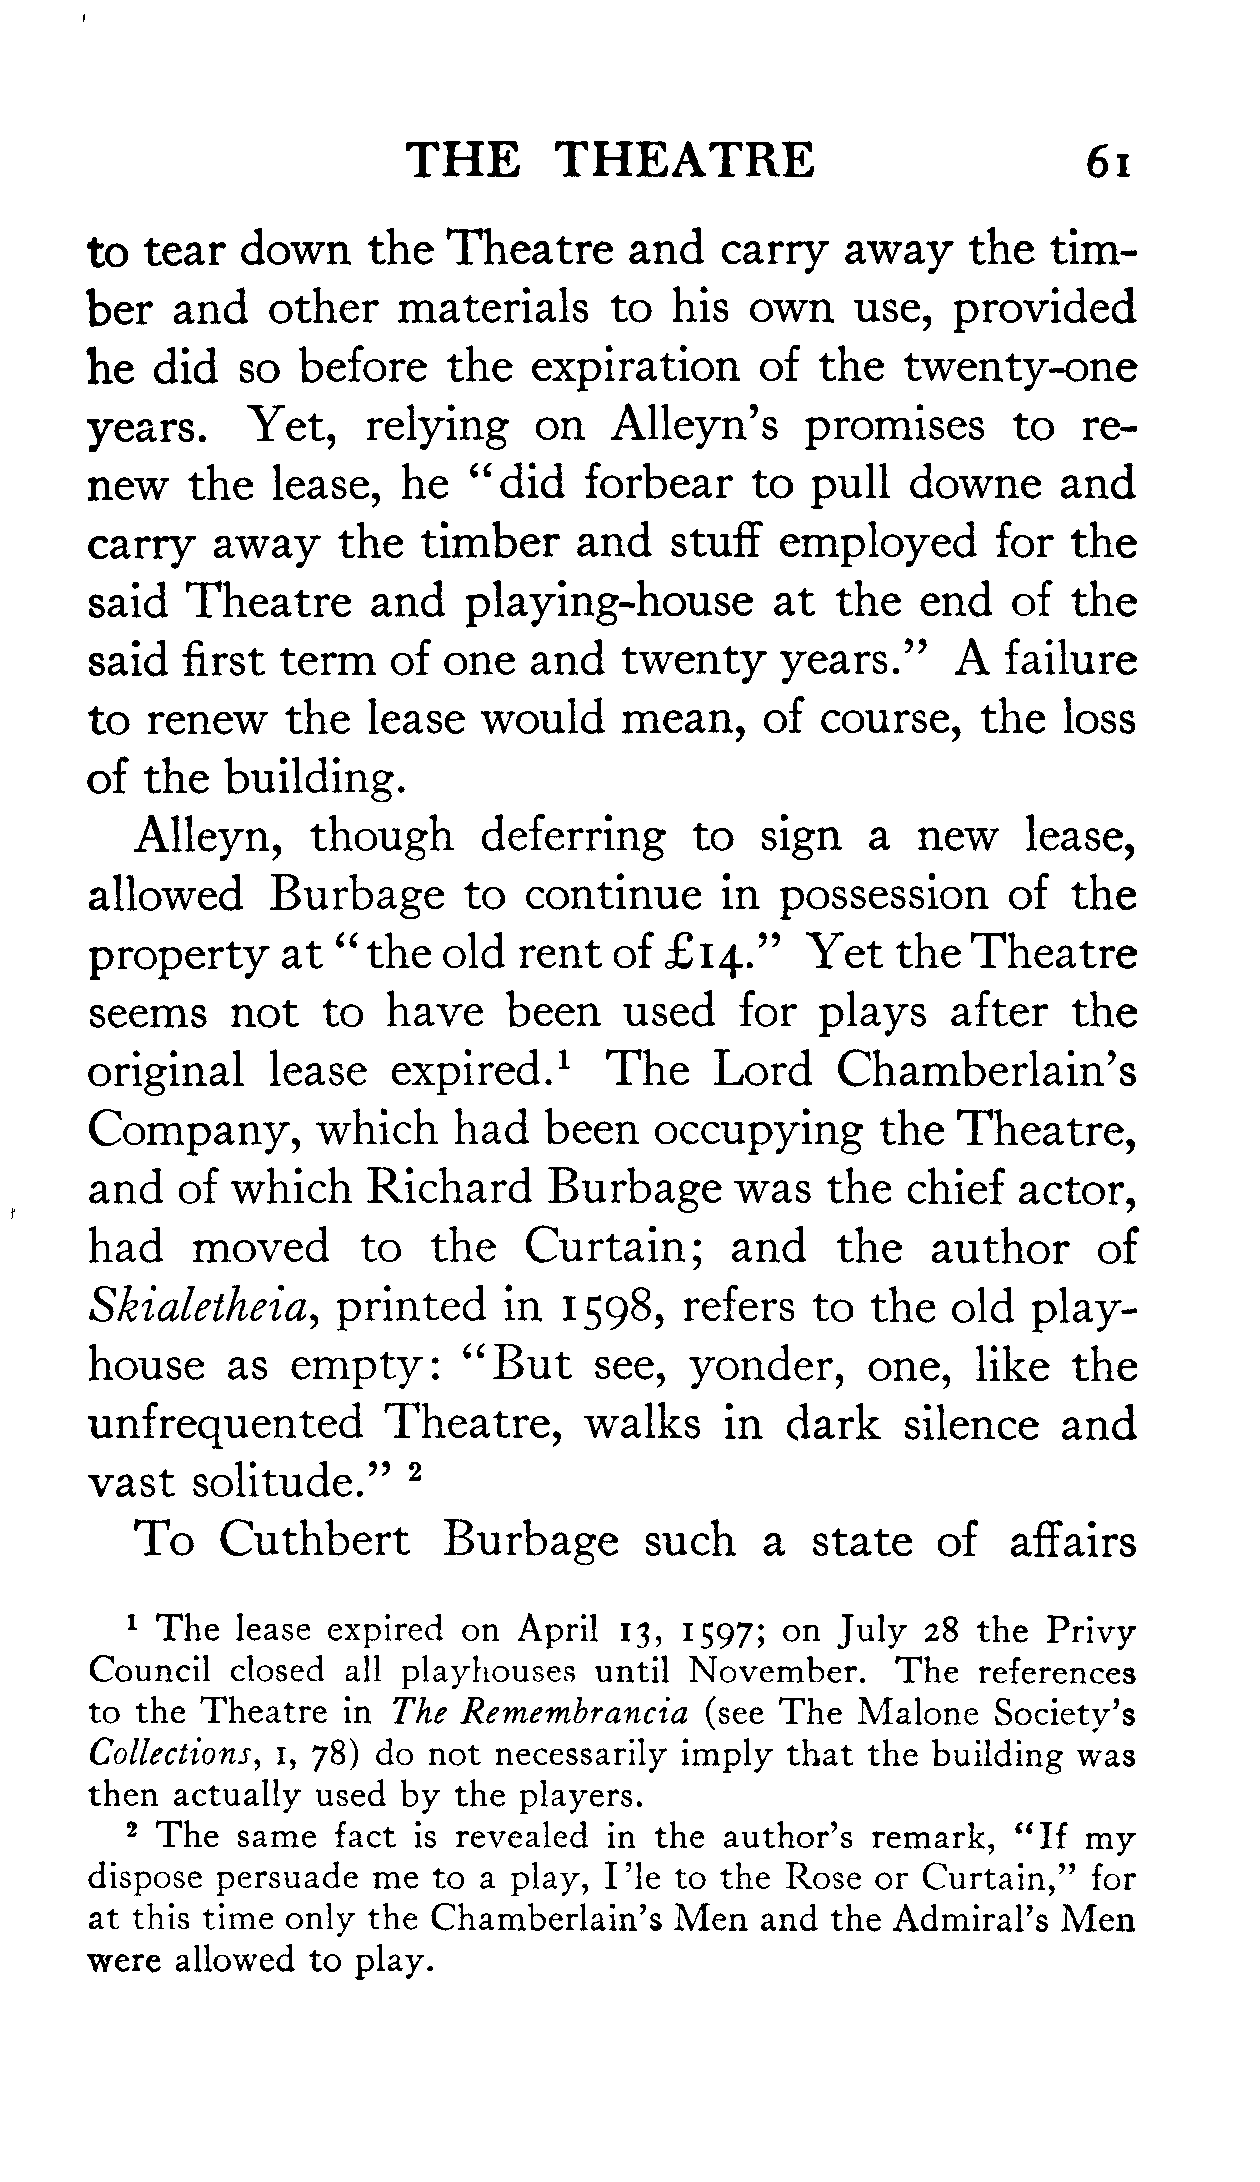 THE THEATRE 61
to tear down the Theatre and carry away the tim-
ber and other materials to his own use, provided
he did so before the expiration of the twenty-one
years. Yet, relying on Alleyn's promises to re-
new the lease, he "did forbear to pull downe and
carry away the timber and stuff employed for the
said Theatre and playing-house at the end of the
said first term of one and twenty years." A failure
to renew the lease would mean, of course, the loss
of the building.
Alleyn, though deferring to sign a new lease,
allowed Burbage to continue in possession of the
property at "the old rent of £14." Yet the Theatre
seems not to have been used for plays after the
original lease expired.¹ The Lord Chamberlain's
Company, which had been occupying the Theatre,
and of which Richard Burbage was the chief actor,
had moved to the Curtain; and the author of
Skialetheia, printed in 1598, refers to the old play-
house as empty: "But see, yonder, one, like the
unfrequented Theatre, walks in dark silence and
vast solitude." ²
To Cuthbert Burbage such a state of affairs
¹ The lease expired on April 13, 1597; on July 28 the Privy
Council closed all playhouses until November. The references
to the Theatre in The Remembrancia (see The Malone Society's
Collections, I, 78) do not necessarily imply that the building was
then actually used by the players.
² The same fact is revealed in the author's remark, "If my
dispose persuade me to a play, I'le to the Rose or Curtain," for
at this time only the Chamberlain's Men and the Admiral's Men
were allowed to play.